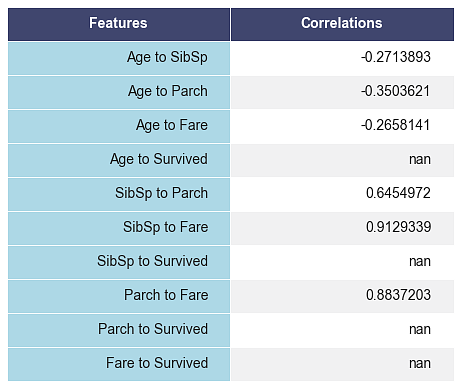 Features Correlations
Age to SibSp -0.2713893
Age to Parch -0.3503621
Age to Fare -0.2658141
Age to Survived nan
SibSp to Parch 0.6454972
SibSp to Fare 0.9129339
SibSp to Survived nan
Parch to Fare 0.8837203
Parch to Survived nan
Fare to Survived nan